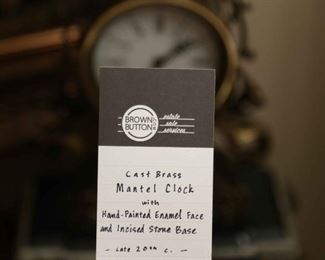 BROWN
BUTTON
estate
sale
services
Cast Brass
Mantel Clock
with
Hand-Painted Enamel Face
and Incised Stone Base
- Late 20th c. -